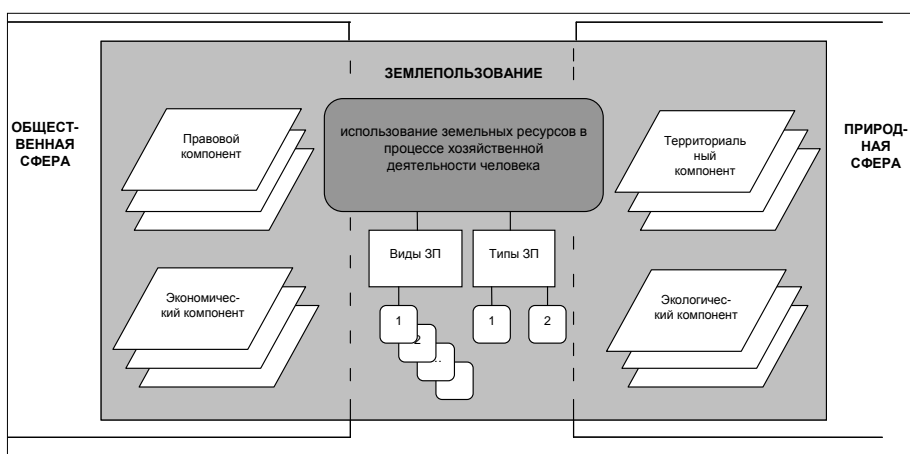 ЗЕМЛЕПОЛЬЗОВАНИЕ
ОБЩЕСТ-
ВЕННАЯ
СФЕРА
Правовой
компонент
использование земельных ресурсов в
процессе хозяйственной
деятельности человека
Территориаль
ный
компонент
ПРИРОД-
НАЯ
СФЕРА
Виды ЗП
Типы ЗП
Экономичес-
кий компонент
1
2
...
1
2
Экологичес-
кий компонент